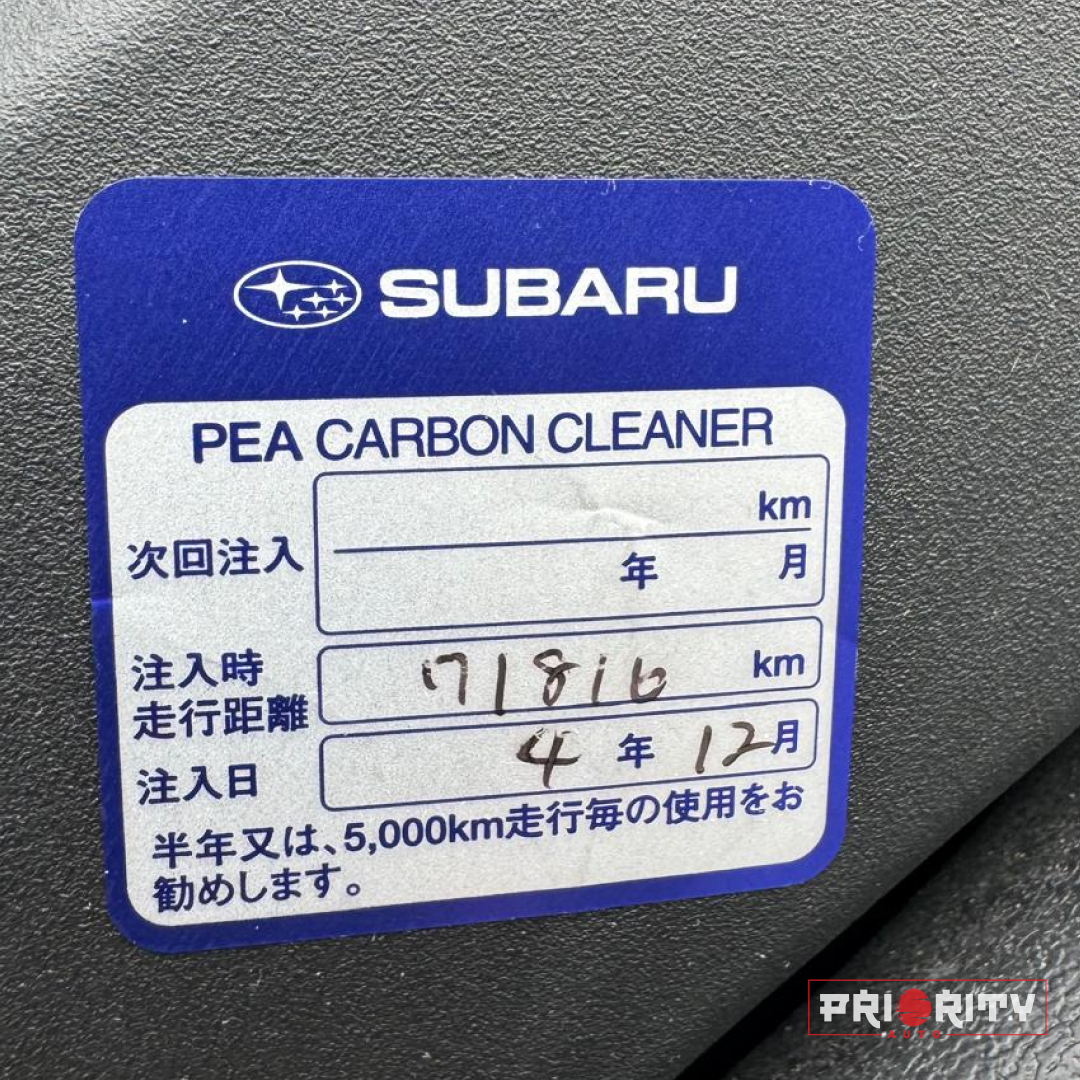 SUBARU
PEA CARBON CLEANER
次回注入
km
年 月
注入時
走行距離
71816 km
注入日
4 年 12 月
半年又は、5,000km走行毎の使用をお
勧めします。
PRIORITY
AUTO